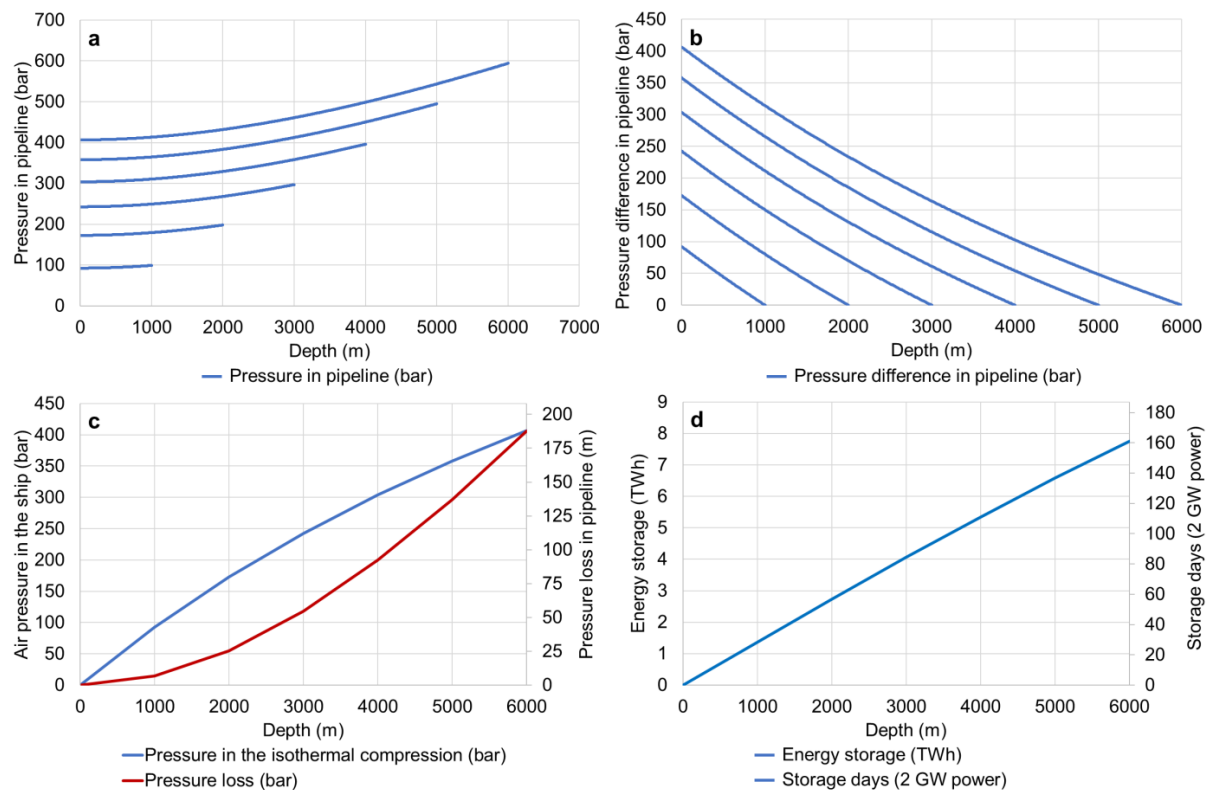 a
Pressure in pipeline (bar)
700
600
500
400
300
200
100
0
0 1000 2000 3000 4000 5000 6000 7000
Depth (m)
Pressure in pipeline (bar)
b
Pressure difference in pipeline (bar)
450
400
350
300
250
200
150
100
50
0
0 1000 2000 3000 4000 5000 6000
Depth (m)
Pressure difference in pipeline (bar)
c
Air pressure in the ship (bar)
450
400
350
300
250
200
150
100
50
0
200
175
150
125
100
75
50
25
0
Pressure loss in pipeline (m)
0 1000 2000 3000 4000 5000 6000
Depth (m)
Pressure in the isothermal compression (bar)
Pressure loss (bar)
d
Energy storage (TWh)
9
8
7
6
5
4
3
2
1
0
180
160
140
120
100
80
60
40
20
0
Storage days (2 GW power)
0 1000 2000 3000 4000 5000 6000
Depth (m)
Energy storage (TWh)
Storage days (2 GW power)